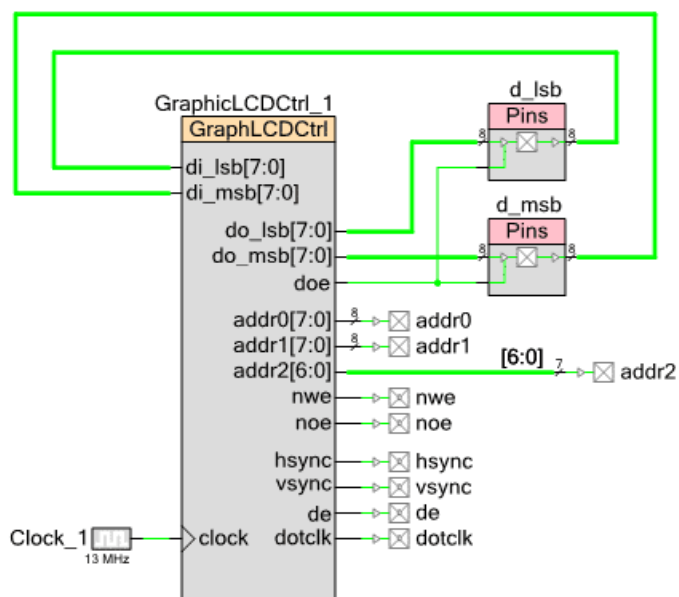 d_lsb
GraphicLCDCtrl_1
Pins
GraphLCDCtrl
8
8
di_lsb[7:0]
di_msb[7:0]
d_msb
do_lsb[7:0]
Pins
do_msb[7:0]
8
8
doe
addr0[7:0]
8
addr0
addr1[7:0]
8
addr1
addr2[6:0]
[6:0]
7
addr2
nwe
nwe
noe
noe
hsync
hsync
vsync
vsync
de
de
Clock_1
clock
dotclk
dotclk
13 MHz